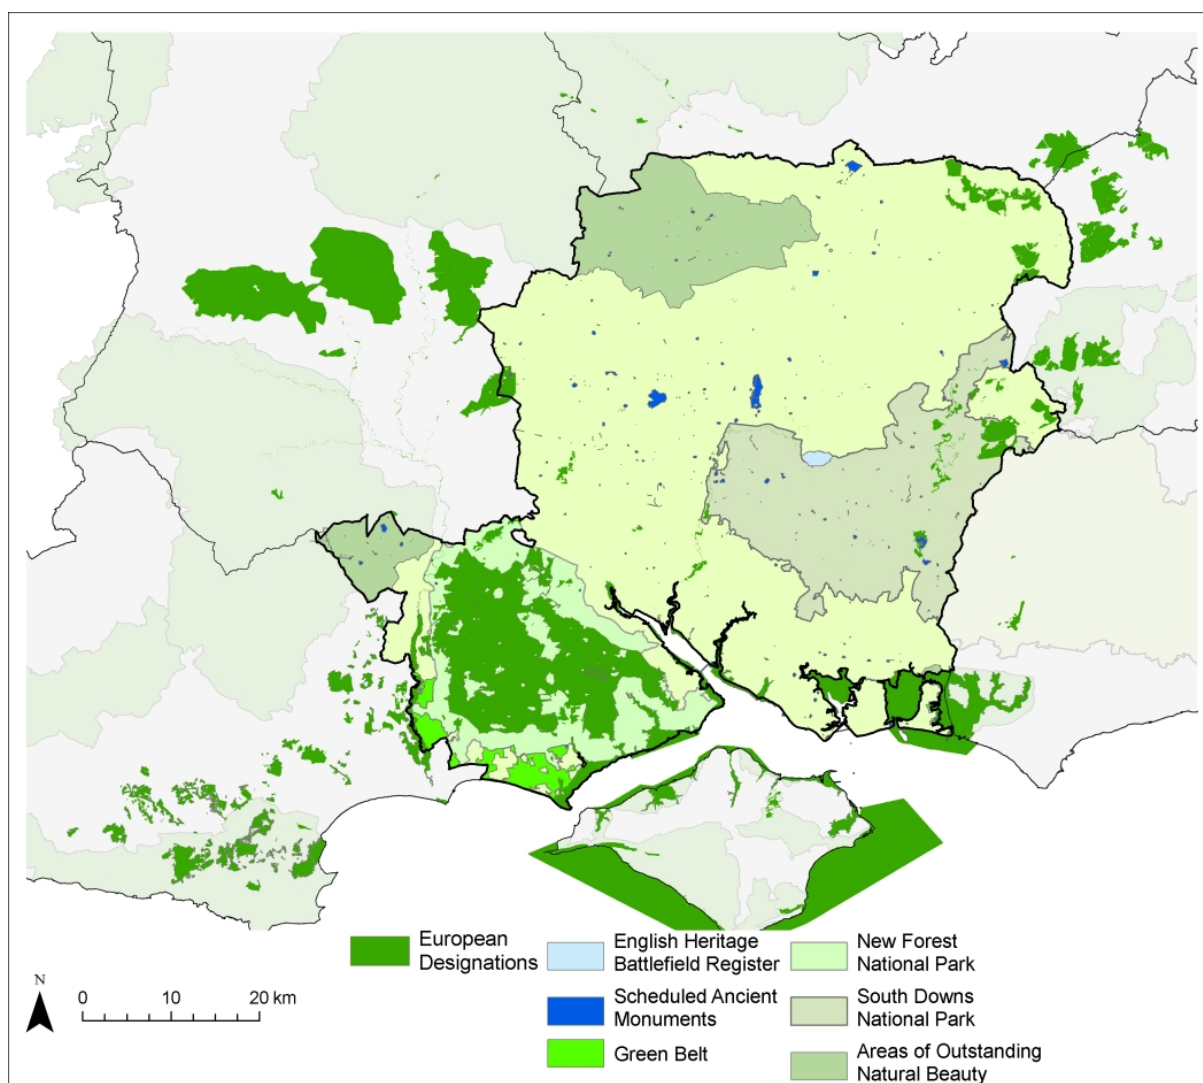 European
Designations
English Heritage
Battlefield Register
New Forest
National Park
Scheduled Ancient
Monuments
South Downs
National Park
Green Belt
Areas of Outstanding
Natural Beauty
N
0 10 20 km